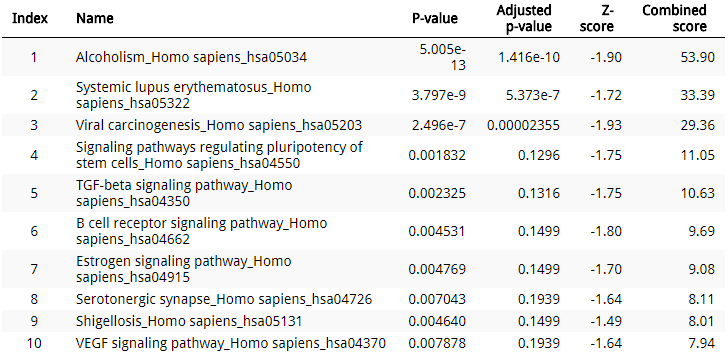 Index Name P-value Adjusted p-value Z-score Combined score
1 Alcoholism_Homo sapiens_hsa05034 5.005e-13 1.416e-10 -1.90 53.90
2 Systemic lupus erythematosus_Homo sapiens_hsa05322 3.797e-9 5.373e-7 -1.72 33.39
3 Viral carcinogenesis_Homo sapiens_hsa05203 2.496e-7 0.00002355 -1.93 29.36
4 Signaling pathways regulating pluripotency of stem cells_Homo sapiens_hsa04550 0.001832 0.1296 -1.75 11.05
5 TGF-beta signaling pathway_Homo sapiens_hsa04350 0.002325 0.1316 -1.75 10.63
6 B cell receptor signaling pathway_Homo sapiens_hsa04662 0.004531 0.1499 -1.80 9.69
7 Estrogen signaling pathway_Homo sapiens_hsa04915 0.004769 0.1499 -1.70 9.08
8 Serotonergic synapse_Homo sapiens_hsa04726 0.007043 0.1939 -1.64 8.11
9 Shigellosis_Homo sapiens_hsa05131 0.004640 0.1499 -1.49 8.01
10 VEGF signaling pathway_Homo sapiens_hsa04370 0.007878 0.1939 -1.64 7.94